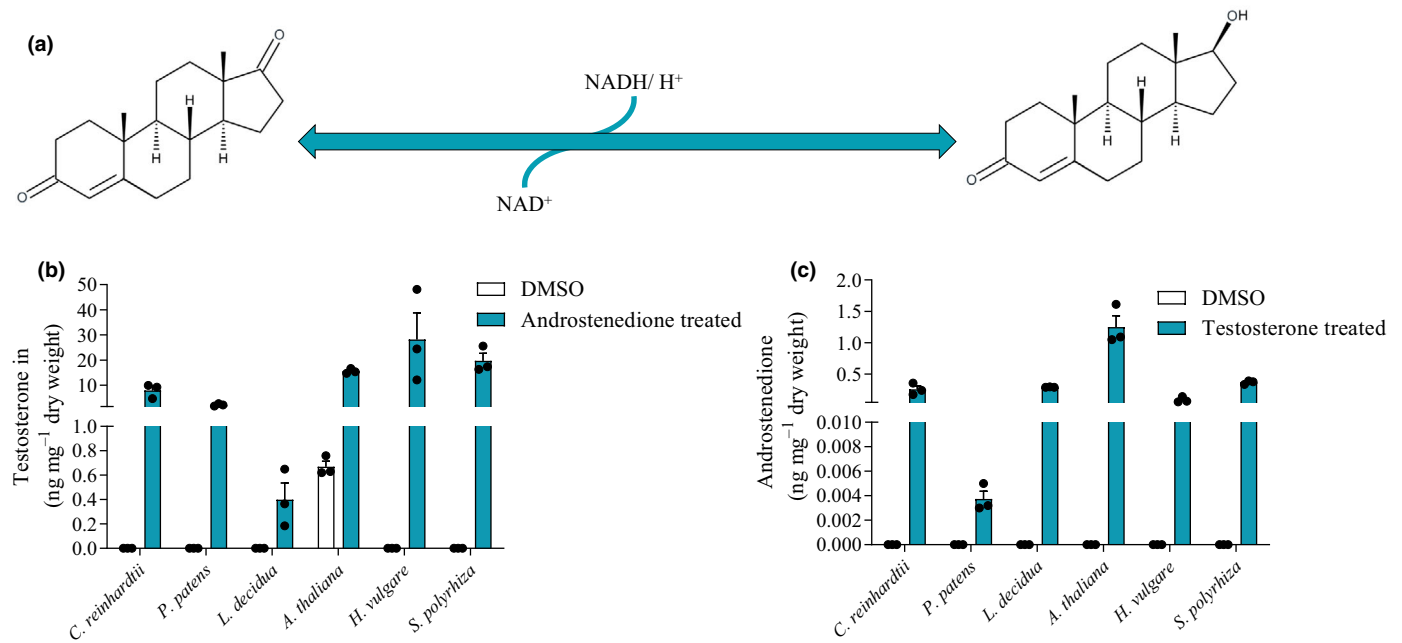 (a)
O
O
H
H
H
NADH/ H⁺
NAD⁺
OH
O
H
H
H
(b)
Testosterone in
(ng mg⁻¹ dry weight)
50
40
30
20
10
1.0
0.8
0.6
0.4
0.2
0.0
DMSO
Androstenedione treated
C. reinhardtii
P. patens
L. decidua
A. thaliana
H. vulgare
S. polyrhiza
(c)
Androstenedione
(ng mg⁻¹ dry weight)
2.0
1.5
1.0
0.5
0.010
0.008
0.006
0.004
0.002
0.000
DMSO
Testosterone treated
C. reinhardtii
P. patens
L. decidua
A. thaliana
H. vulgare
S. polyrhiza